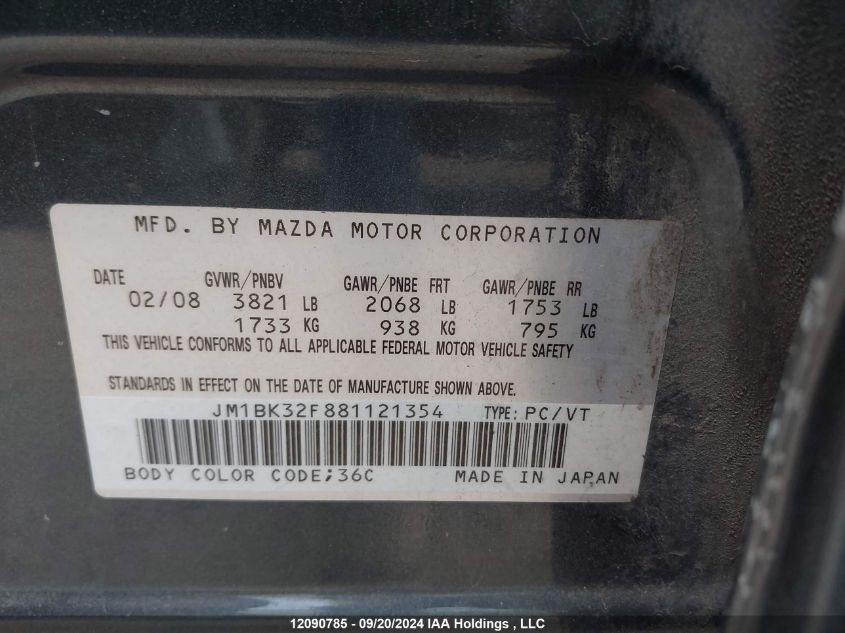 MFD. BY MAZDA MOTOR CORPORATION
DATE GVWR/PNBV GAWR/PNBE FRT GAWR/PNBE RR
02/08 3821 LB 2068 LB 1753 LB
1733 KG 938 KG 795 KG
THIS VEHICLE CONFORMS TO ALL APPLICABLE FEDERAL MOTOR VEHICLE SAFETY
STANDARDS IN EFFECT ON THE DATE OF MANUFACTURE SHOWN ABOVE.
JM1BK32F881121354 TYPE: PC/VT
BODY COLOR CODE;36C MADE IN JAPAN
12090785 - 09/20/2024 IAA Holdings , LLC